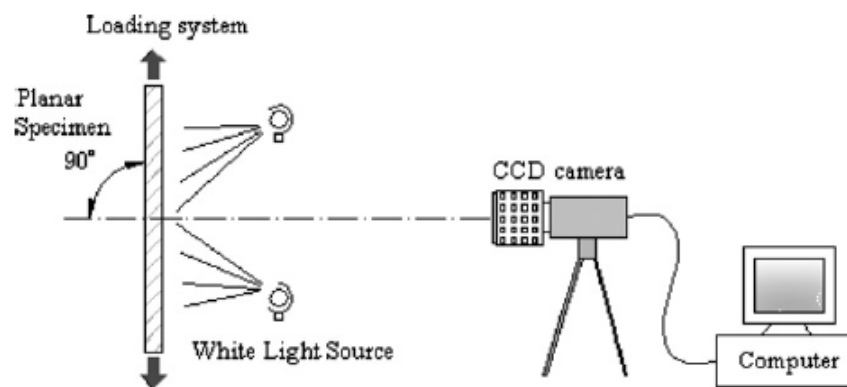 Loading system
Planar
Specimen
90°
CCD camera
White Light Source
Computer